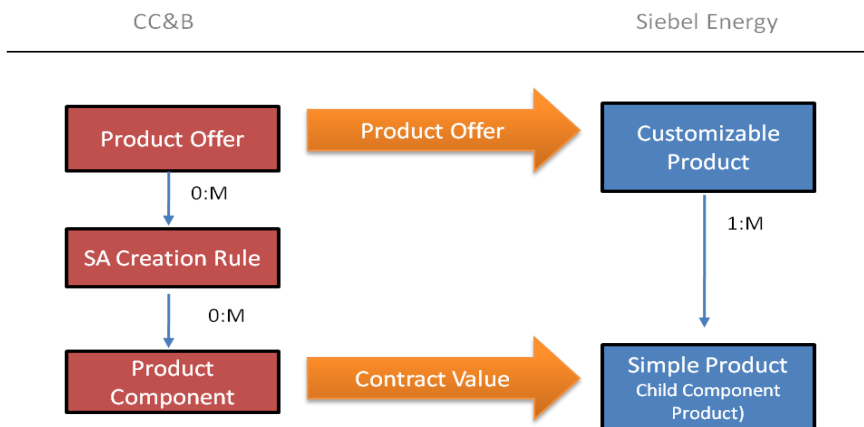 CC&B
Siebel Energy
Product Offer
Product Offer
Customizable
Product
0:M
1:M
SA Creation Rule
0:M
Product
Component
Contract Value
Simple Product
Child Component
Product)